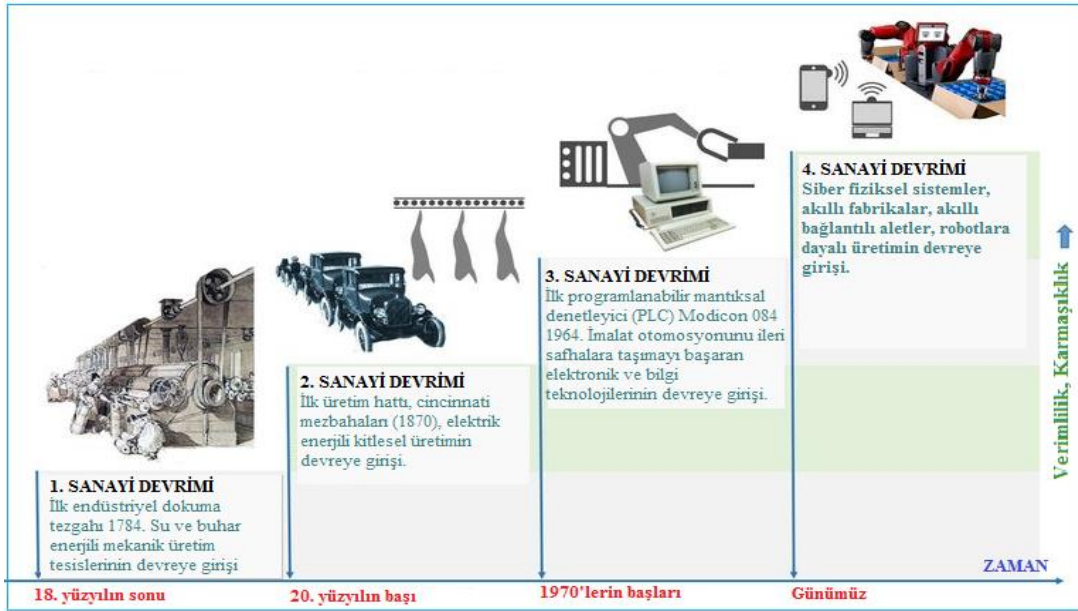 1. SANAYİ DEVRİMİ
İlk endüstriyel dokuma
tezgahı 1784. Su ve buhar
enerjili mekanik üretim
tesislerinin devreye girişi
2. SANAYİ DEVRİMİ
İlk üretim hattı, cincinnati
mezbahaları (1870), elektrik
enerjili kitlesel üretimin
devreye girişi.
3. SANAYİ DEVRİMİ
İlk programlanabilir mantıksal
denetleyici (PLC) Modicon 084
1964. İmalat otomosyonunu ileri
safhalara taşımayı başaran
elektronik ve bilgi
teknolojilerinin devreye girişi.
4. SANAYİ DEVRİMİ
Siber fiziksel sistemler,
akıllı fabrikalar, akıllı
bağlantılı aletler, robotlara
dayalı üretimin devreye
girişi.
Verimlilik, Karmaşıklık
ZAMAN
18. yüzyılın sonu
20. yüzyılın başı
1970'lerin başları
Günümüz